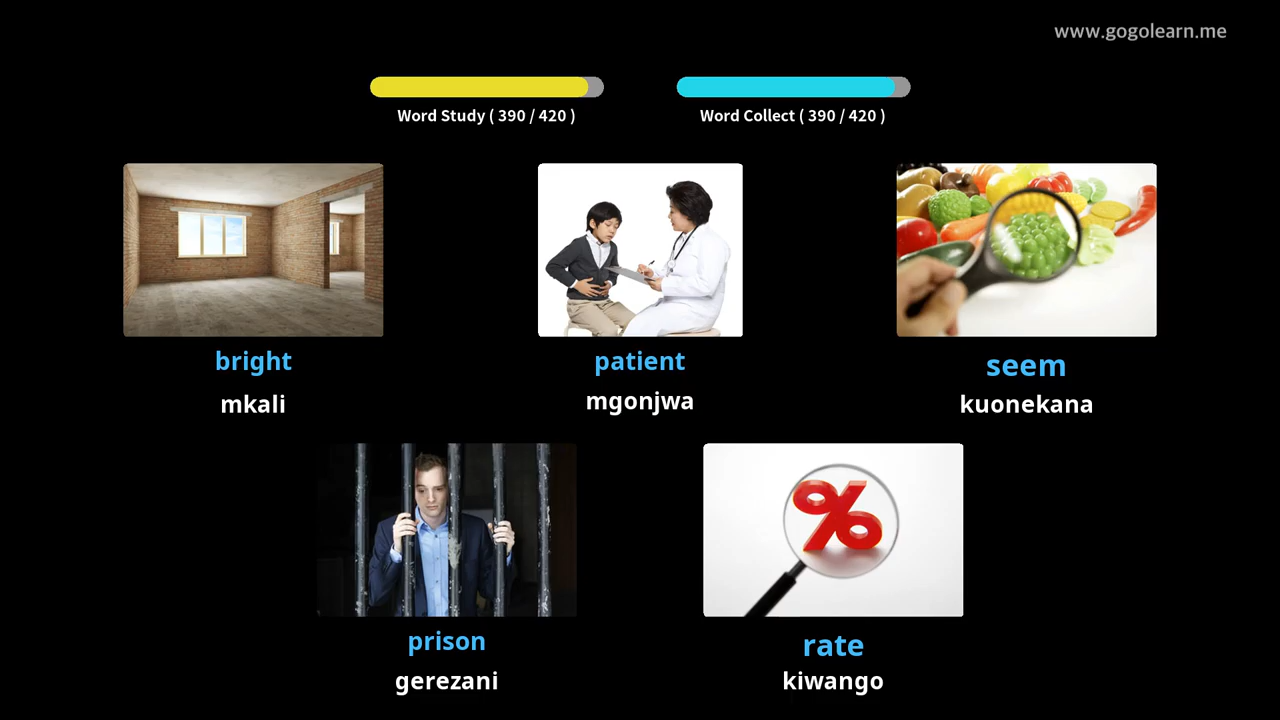 www.gogolearn.me
Word Study ( 390 / 420 )
Word Collect ( 390 / 420 )
bright
mkali
patient
mgonjwa
seem
kuonekana
prison
gerezani
%
rate
kiwango